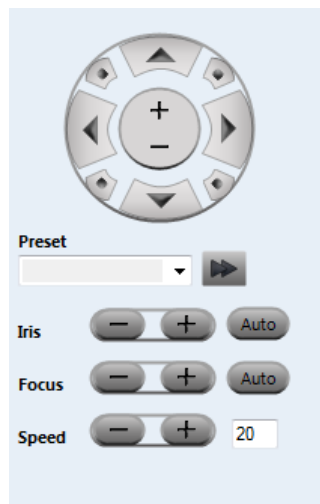 +
−
Preset
Iris − + Auto
Focus − + Auto
Speed − + 20